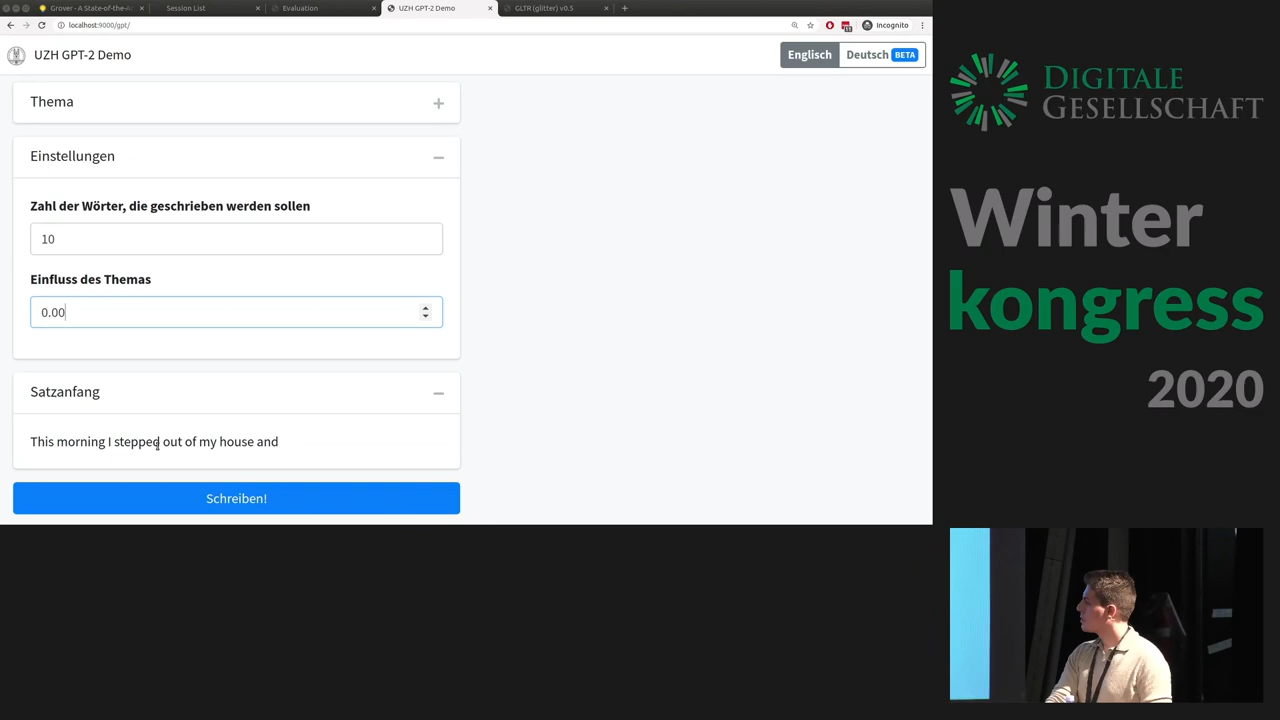 Grover - A State-of-the-A
Session List
Evaluation
UZH GPT-2 Demo
GLTR (glitter) v0.5
localhost:9000/gpt/
Incognito
UZH GPT-2 Demo
Englisch
Deutsch BETA
Thema
Einstellungen
Zahl der Wörter, die geschrieben werden sollen
10
Einfluss des Themas
0.00
Satzanfang
This morning I stepped out of my house and
Schreiben!
DIGITALE
GESELLSCHAFT
Winter
kongress
2020